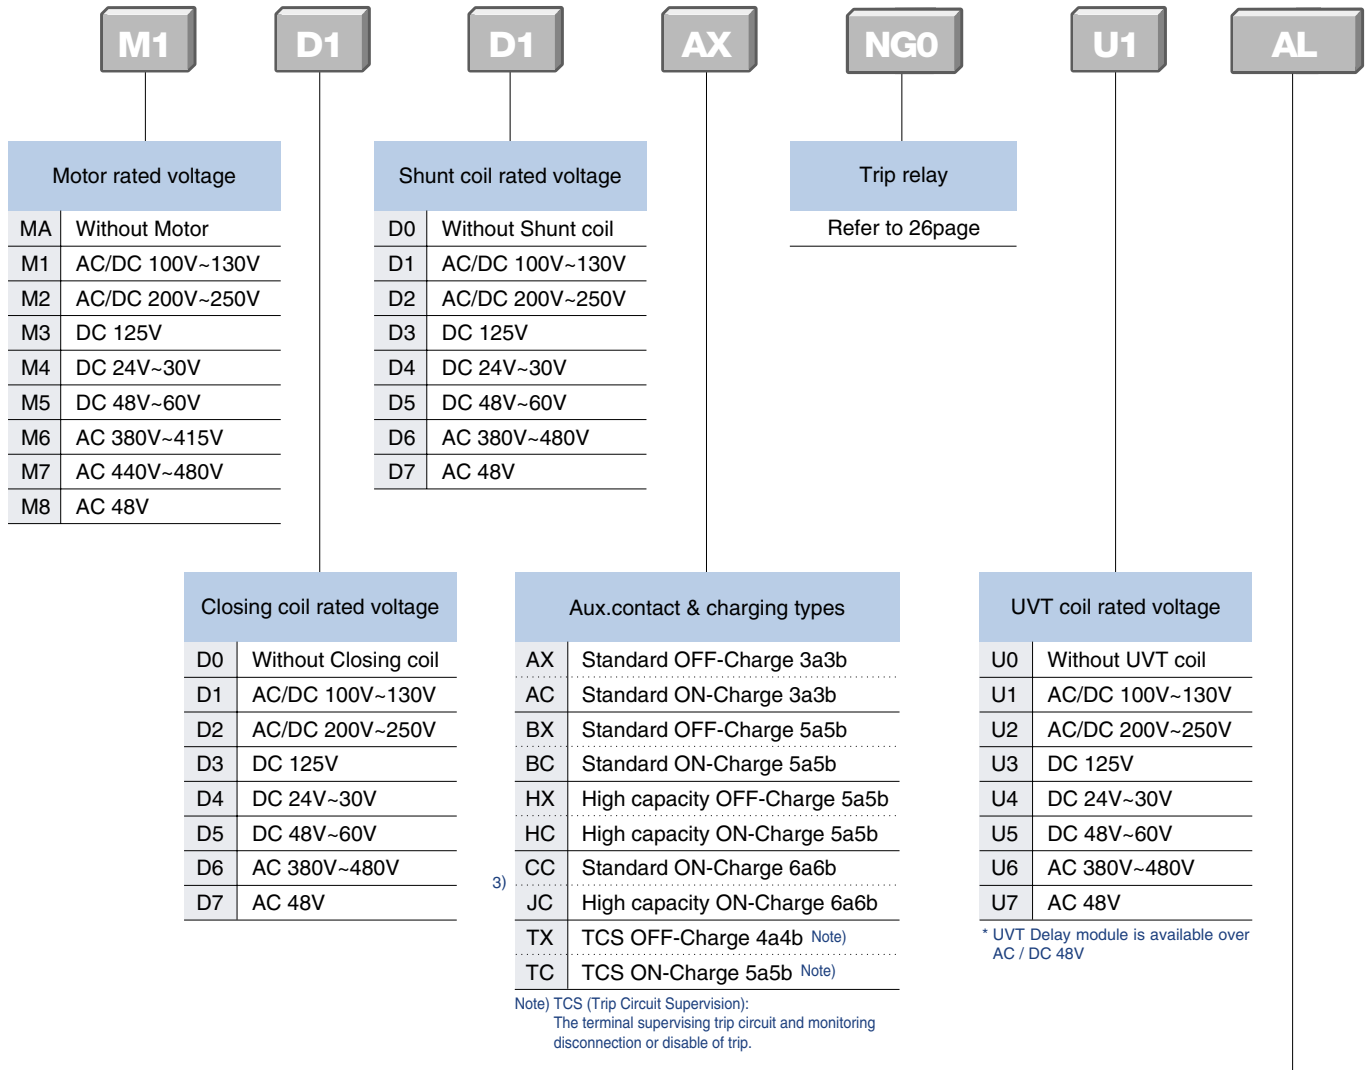 M1 D1 D1 AX NG0 U1 AL
Motor rated voltage
MA Without Motor
M1 AC/DC 100V~130V
M2 AC/DC 200V~250V
M3 DC 125V
M4 DC 24V~30V
M5 DC 48V~60V
M6 AC 380V~415V
M7 AC 440V~480V
M8 AC 48V
Shunt coil rated voltage
D0 Without Shunt coil
D1 AC/DC 100V~130V
D2 AC/DC 200V~250V
D3 DC 125V
D4 DC 24V~30V
D5 DC 48V~60V
D6 AC 380V~480V
D7 AC 48V
Trip relay
Refer to 26page
Closing coil rated voltage
D0 Without Closing coil
D1 AC/DC 100V~130V
D2 AC/DC 200V~250V
D3 DC 125V
D4 DC 24V~30V
D5 DC 48V~60V
D6 AC 380V~480V
D7 AC 48V
Aux.contact & charging types
AX Standard OFF-Charge 3a3b
AC Standard ON-Charge 3a3b
BX Standard OFF-Charge 5a5b
BC Standard ON-Charge 5a5b
HX High capacity OFF-Charge 5a5b
HC High capacity ON-Charge 5a5b
3)
CC Standard ON-Charge 6a6b
JC High capacity ON-Charge 6a6b
TX TCS OFF-Charge 4a4b Note)
TC TCS ON-Charge 5a5b Note)
Note) TCS (Trip Circuit Supervision):
The terminal supervising trip circuit and monitoring
disconnection or disable of trip.
UVT coil rated voltage
U0 Without UVT coil
U1 AC/DC 100V~130V
U2 AC/DC 200V~250V
U3 DC 125V
U4 DC 24V~30V
U5 DC 48V~60V
U6 AC 380V~480V
U7 AC 48V
* UVT Delay module is available over
AC / DC 48V